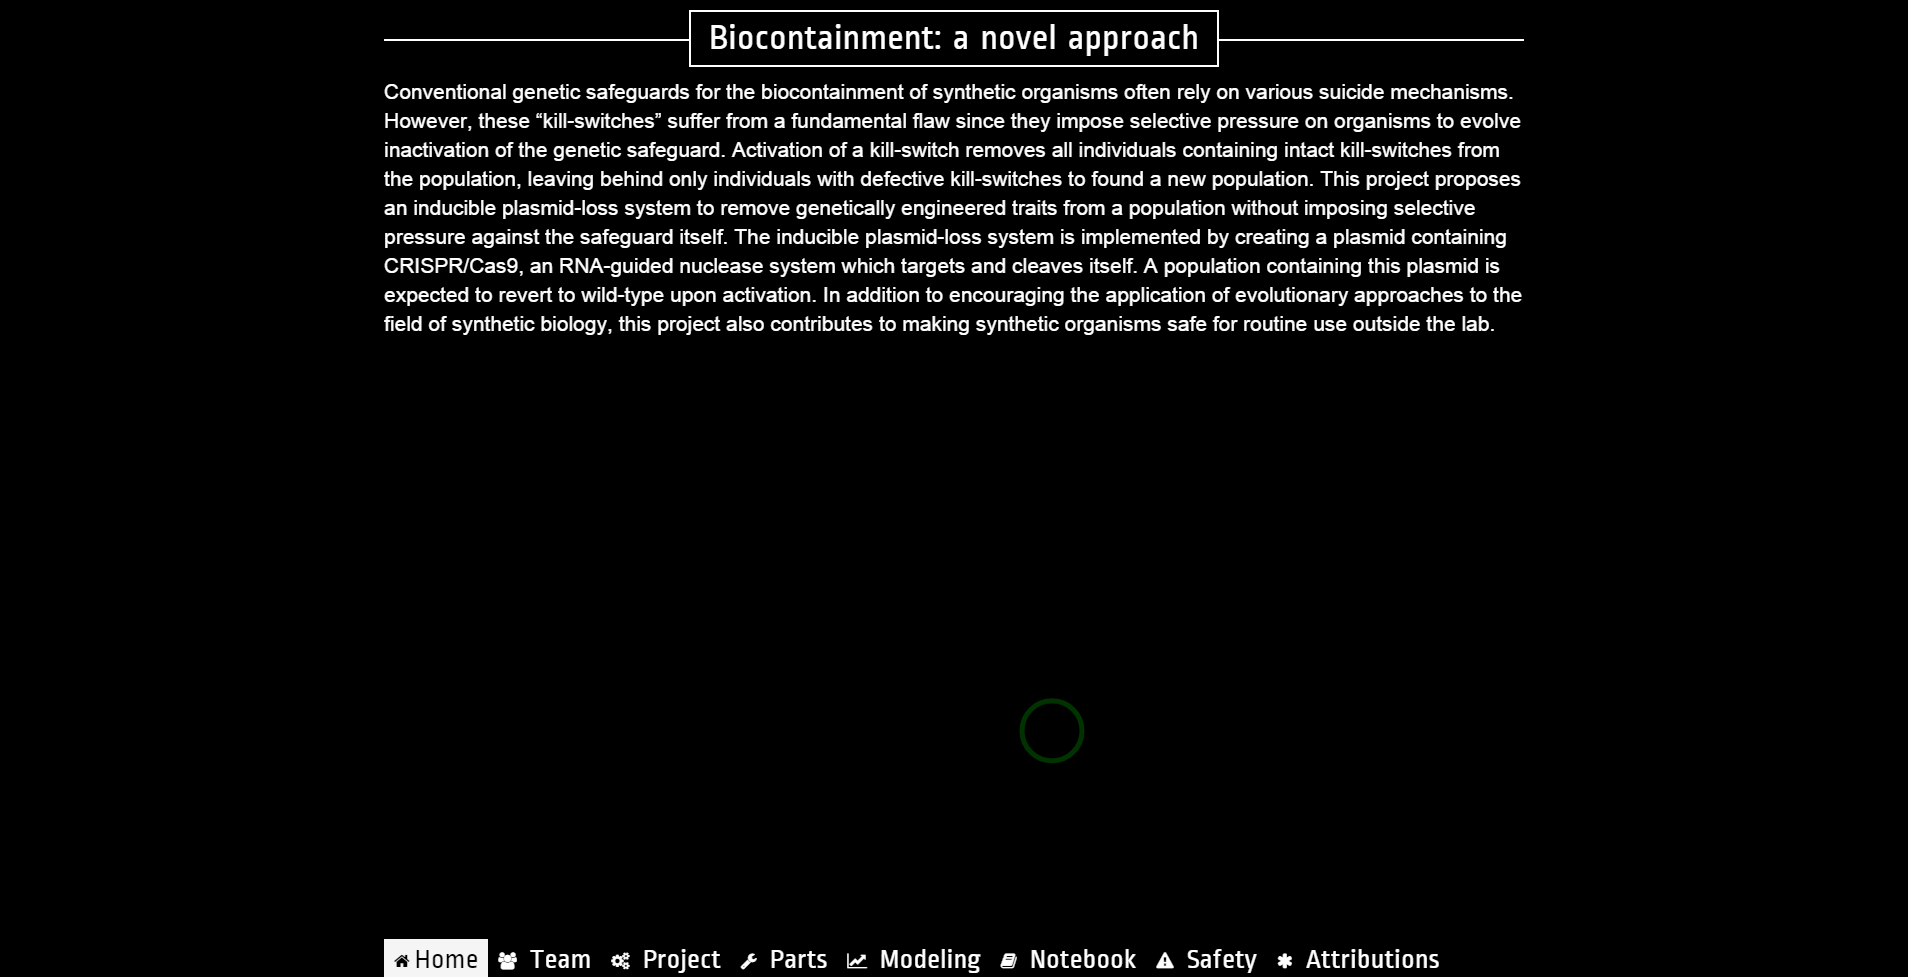 Biocontainment: a novel approach
Conventional genetic safeguards for the biocontainment of synthetic organisms often rely on various suicide mechanisms.
However, these “kill-switches” suffer from a fundamental flaw since they impose selective pressure on organisms to evolve
inactivation of the genetic safeguard. Activation of a kill-switch removes all individuals containing intact kill-switches from
the population, leaving behind only individuals with defective kill-switches to found a new population. This project proposes
an inducible plasmid-loss system to remove genetically engineered traits from a population without imposing selective
pressure against the safeguard itself. The inducible plasmid-loss system is implemented by creating a plasmid containing
CRISPR/Cas9, an RNA-guided nuclease system which targets and cleaves itself. A population containing this plasmid is
expected to revert to wild-type upon activation. In addition to encouraging the application of evolutionary approaches to the
field of synthetic biology, this project also contributes to making synthetic organisms safe for routine use outside the lab.
Home Team Project Parts Modeling Notebook Safety Attributions